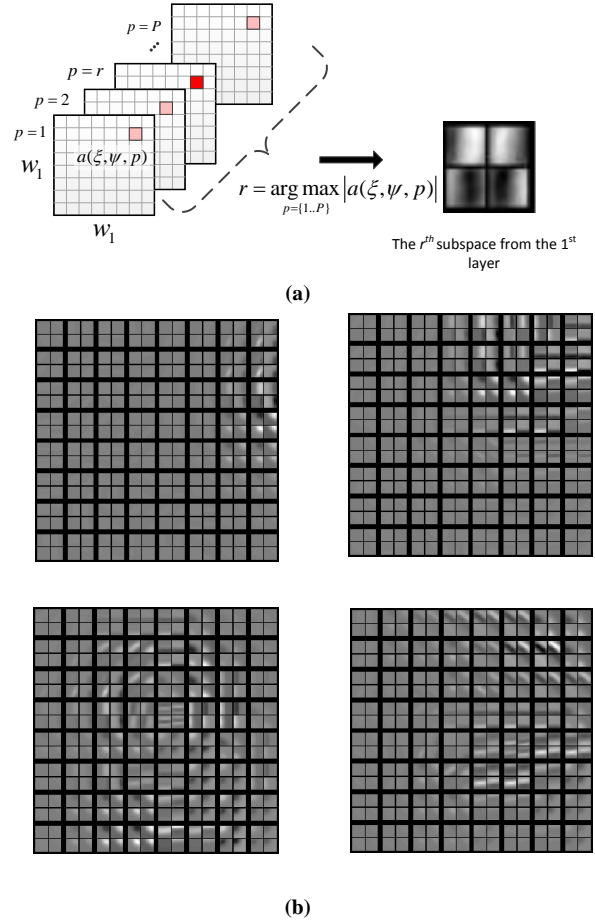 p = P
p = r
p = 2
p = 1
a(ξ,ψ, p)
w₁
w₁
r = arg max |a(ξ,ψ, p)|
p={1..P}
The rᵗʰ subspace from the 1ˢᵗ
layer
(a)
(b)